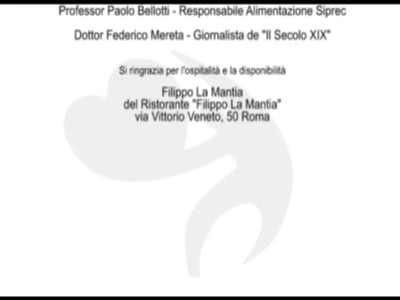 Professor Paolo Bellotti - Responsabile Alimentazione Siprec
Dottor Federico Mereta - Giornalista de "Il Secolo XIX"
Si ringrazia per l'ospitalità e la disponibilità
Filippo La Mantia
del Ristorante "Filippo La Mantia"
via Vittorio Veneto, 50 Roma